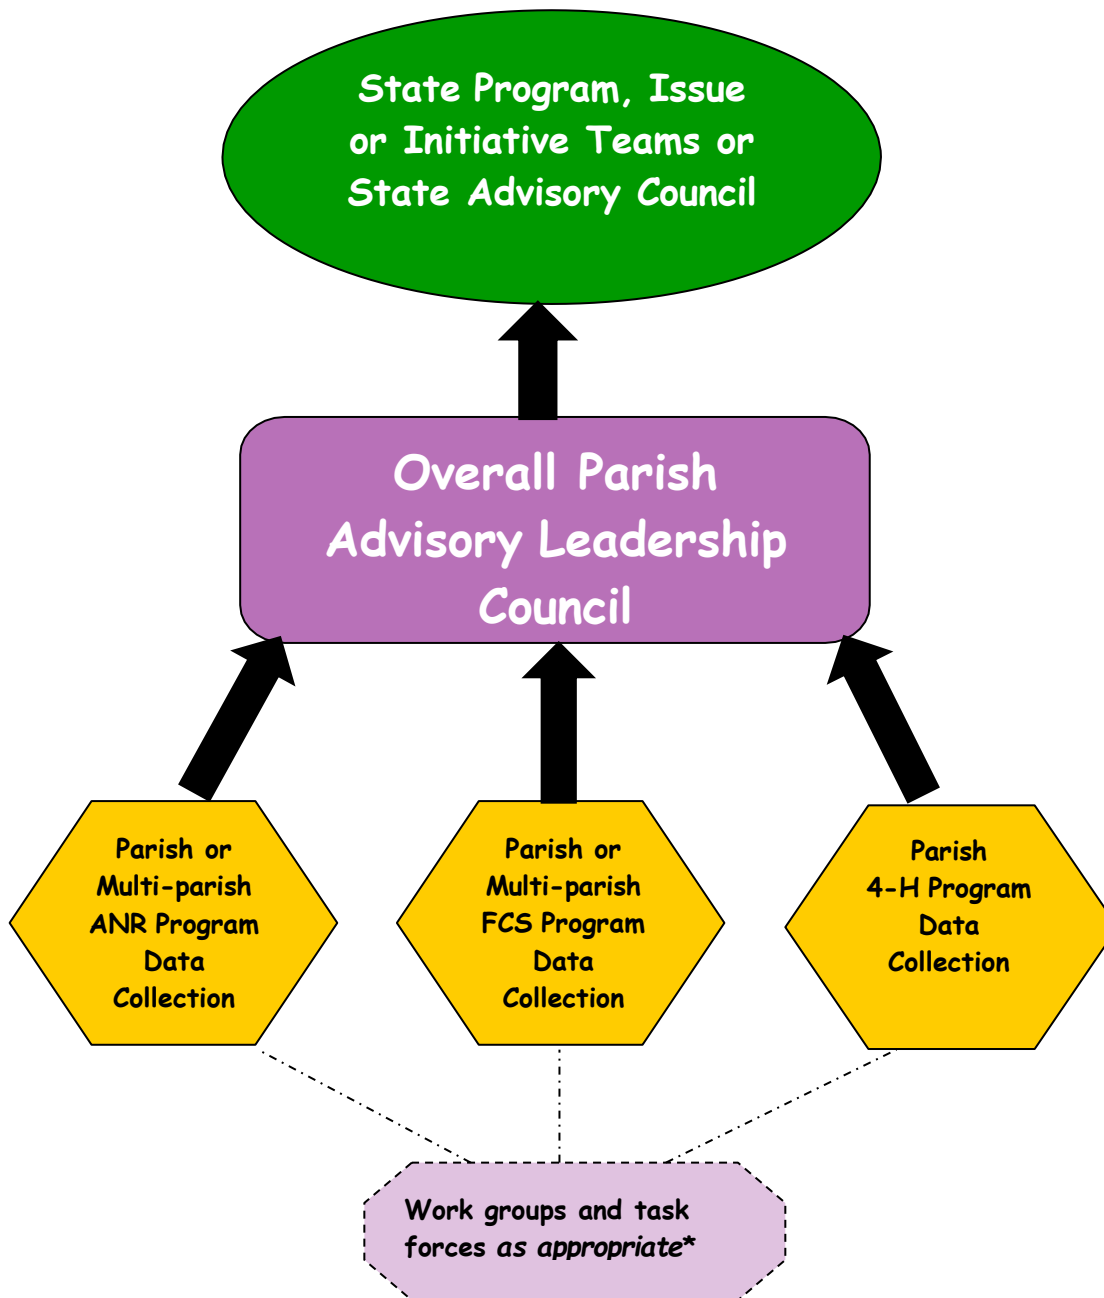 State Program, Issue
or Initiative Teams or
State Advisory Council
Overall Parish
Advisory Leadership
Council
Parish or
Multi-parish
ANR Program
Data
Collection
Parish or
Multi-parish
FCS Program
Data
Collection
Parish
4-H Program
Data
Collection
Work groups and task
forces as appropriate*